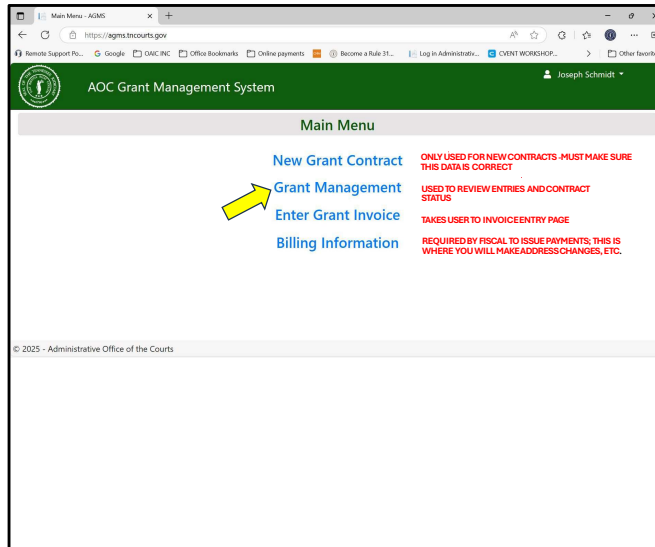 Main Menu - AGMS
https://agms.tncourts.gov
Remote Support Po...
Google
OAIC INC
Office Bookmarks
Online payments
Become a Rule 31...
Log in Administrativ...
CVENT WORKSHOP...
Other favorite
AOC Grant Management System
Joseph Schmidt
Main Menu
New Grant Contract
ONLY USED FOR NEW CONTRACTS -MUST MAKE SURE
THIS DATA IS CORRECT
Grant Management
USED TO REVIEW ENTRIES AND CONTRACT
STATUS
Enter Grant Invoice
TAKES USER TO INVOICE ENTRY PAGE
Billing Information
REQUIRED BY FISCAL TO ISSUE PAYMENTS; THIS IS
WHERE YOU WILL MAKE ADDRESS CHANGES, ETC.
© 2025 - Administrative Office of the Courts